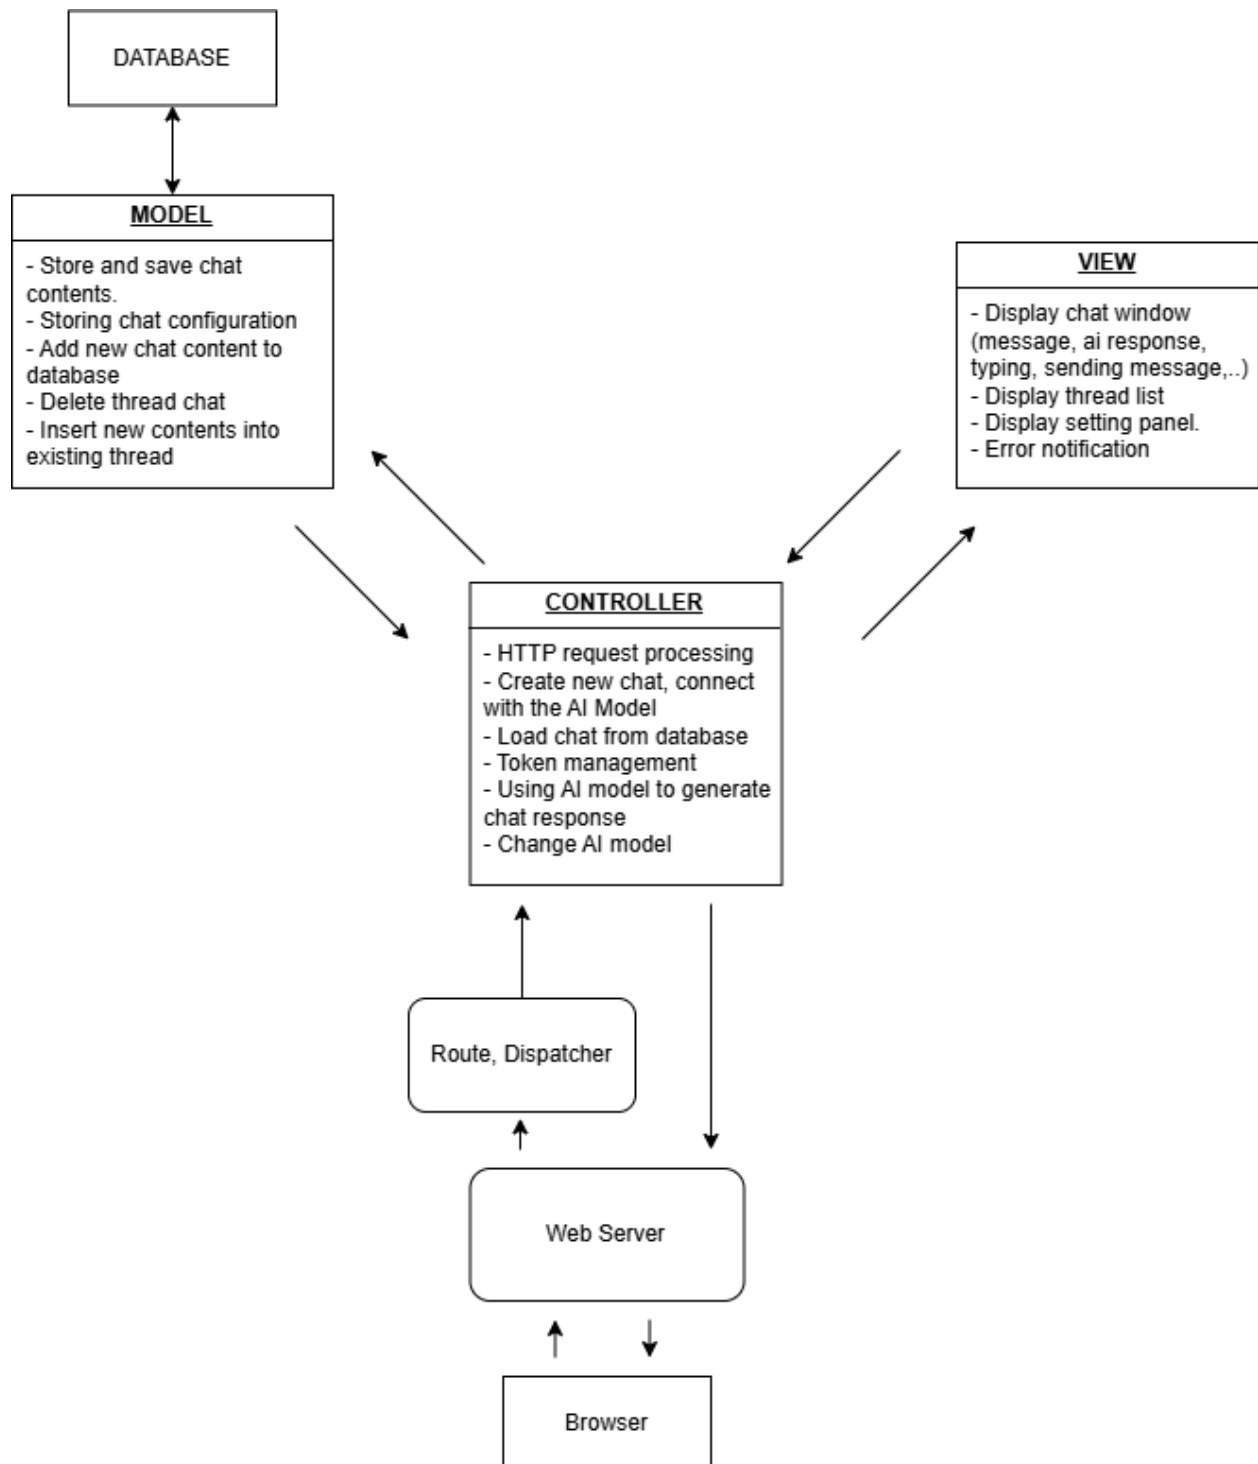 DATABASE
MODEL
- Store and save chat
contents.
- Storing chat configuration
- Add new chat content to
database
- Delete thread chat
- Insert new contents into
existing thread
VIEW
- Display chat window
(message, ai response,
typing, sending message,..)
- Display thread list
- Display setting panel.
- Error notification
CONTROLLER
- HTTP request processing
- Create new chat, connect
with the AI Model
- Load chat from database
- Token management
- Using AI model to generate
chat response
- Change AI model
Route, Dispatcher
Web Server
Browser